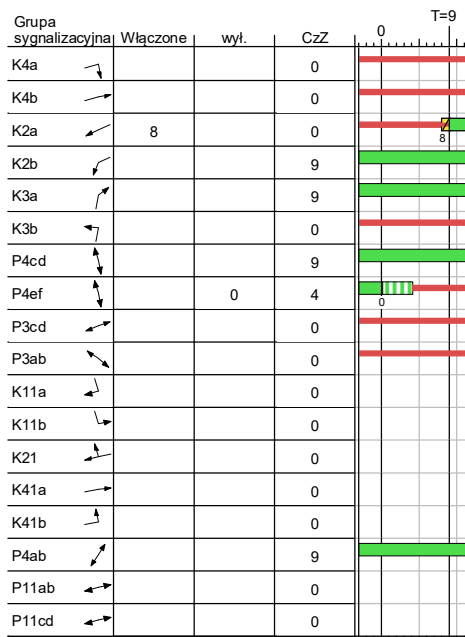 Grupa
sygnalizacyjna Włączone wył. CzZ 0 T=9
K4a 0
K4b 0
K2a 8 0 8
K2b 9
K3a 9
K3b 0
P4cd 9
P4ef 0 4 0
P3cd 0
P3ab 0
K11a 0
K11b 0
K21 0
K41a 0
K41b 0
P4ab 9
P11ab 0
P11cd 0